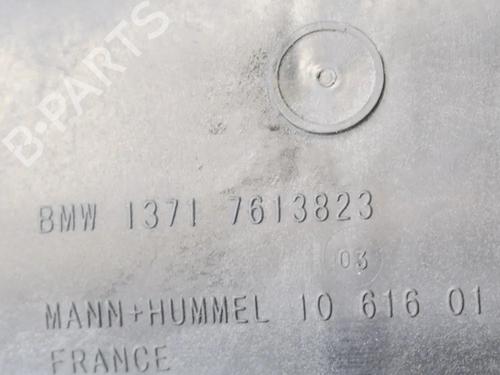 B-PARTS
BMW 1371 7613823
03
MANN+HUMMEL 10 616 01
FRANCE